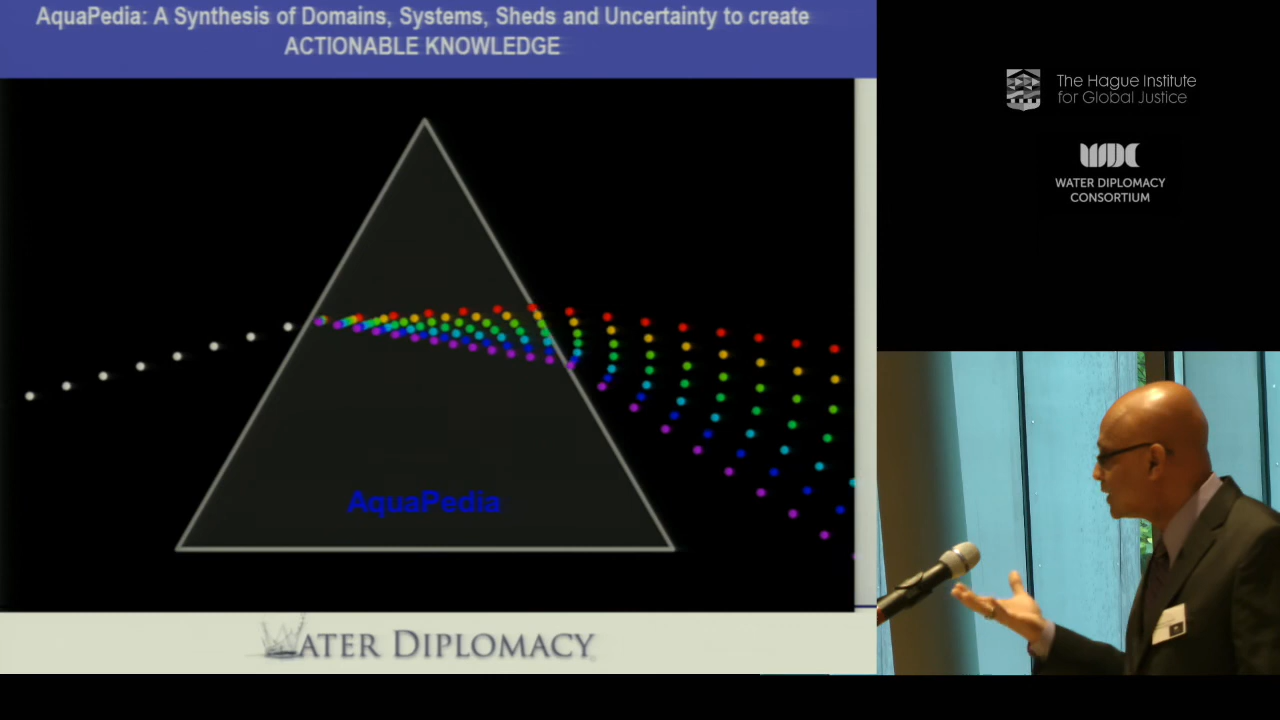 AquaPedia: A Synthesis of Domains, Systems, Sheds and Uncertainty to create
ACTIONABLE KNOWLEDGE
AquaPedia
WATER DIPLOMACY
The Hague Institute
for Global Justice
WDC
WATER DIPLOMACY
CONSORTIUM